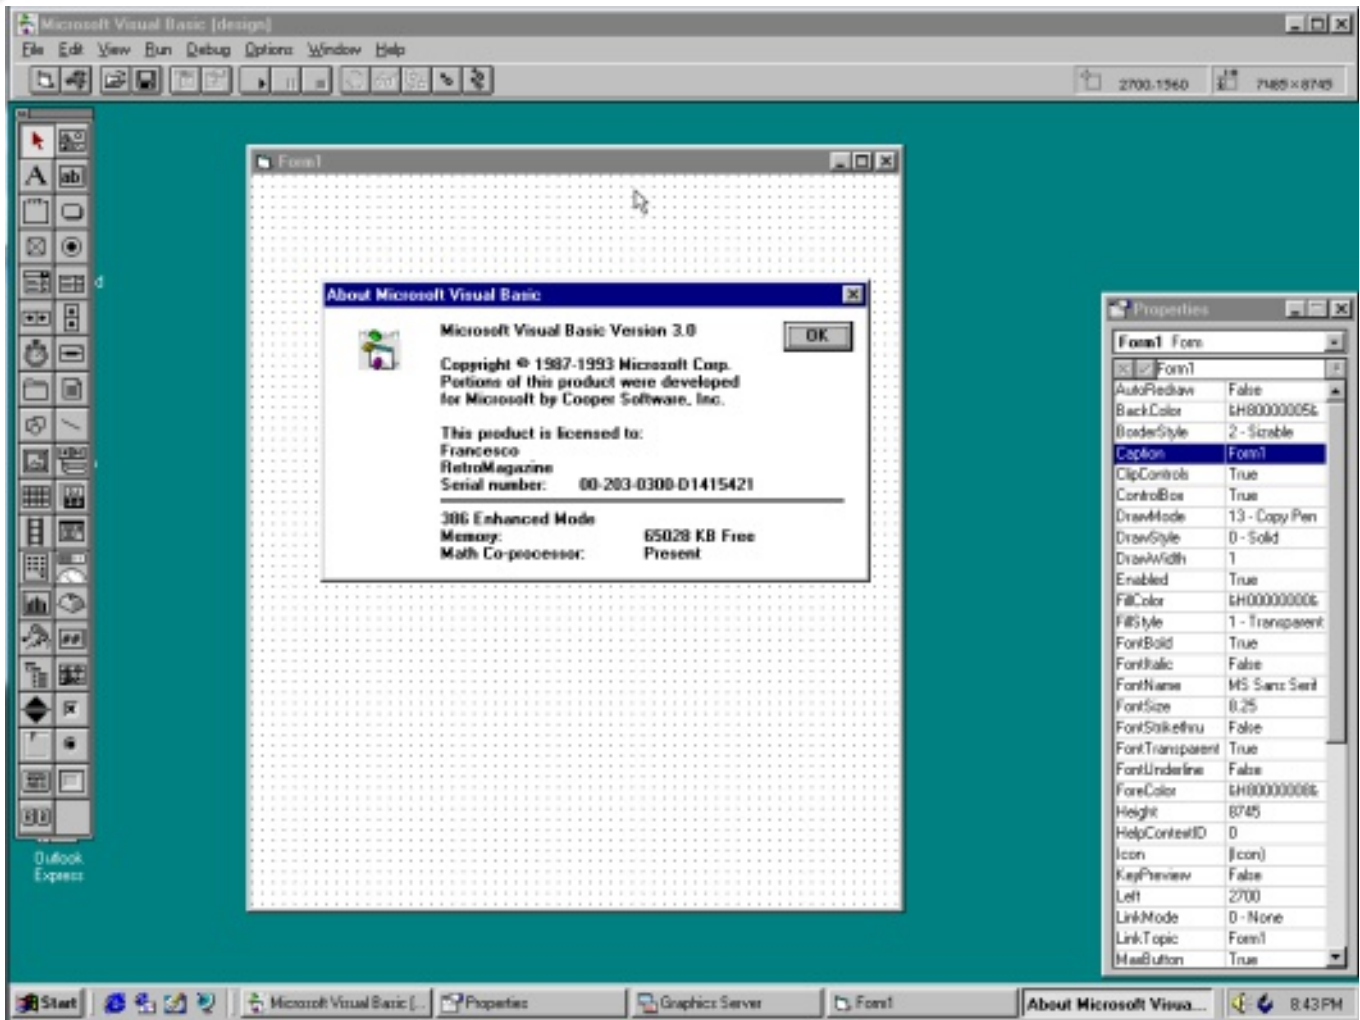 Microsoft Visual Basic [design]
File Edit View Run Debug Options Window Help
2700,1560 7485 × 8745
A ab
Form1
About Microsoft Visual Basic
Microsoft Visual Basic Version 3.0
OK
Copyright © 1987-1993 Microsoft Corp.
Portions of this product were developed
for Microsoft by Cooper Software, Inc.
This product is licensed to:
Francesco
RetroMagazine
Serial number: 00-203-0300-D1415421
386 Enhanced Mode
Memory: 65028 KB Free
Math Co-processor: Present
d
Outlook
Express
Properties
Form1 Form
Form1
AutoRedraw False
BackColor &H80000005&
BorderStyle 2 - Sizable
Caption Form1
ClipControls True
ControlBox True
DrawMode 13 - Copy Pen
DrawStyle 0 - Solid
DrawWidth 1
Enabled True
FillColor &H00000000&
FillStyle 1 - Transparent
FontBold True
FontItalic False
FontName MS Sans Serif
FontSize 8.25
FontStrikethru False
FontTransparent True
FontUnderline False
ForeColor &H80000008&
Height 8745
HelpContextID 0
Icon (Icon)
KeyPreview False
Left 2700
LinkMode 0 - None
LinkTopic Form1
MaxButton True
Start Microsoft Visual Basic [... Properties Graphics Server Form1 About Microsoft Visua... 8:43 PM